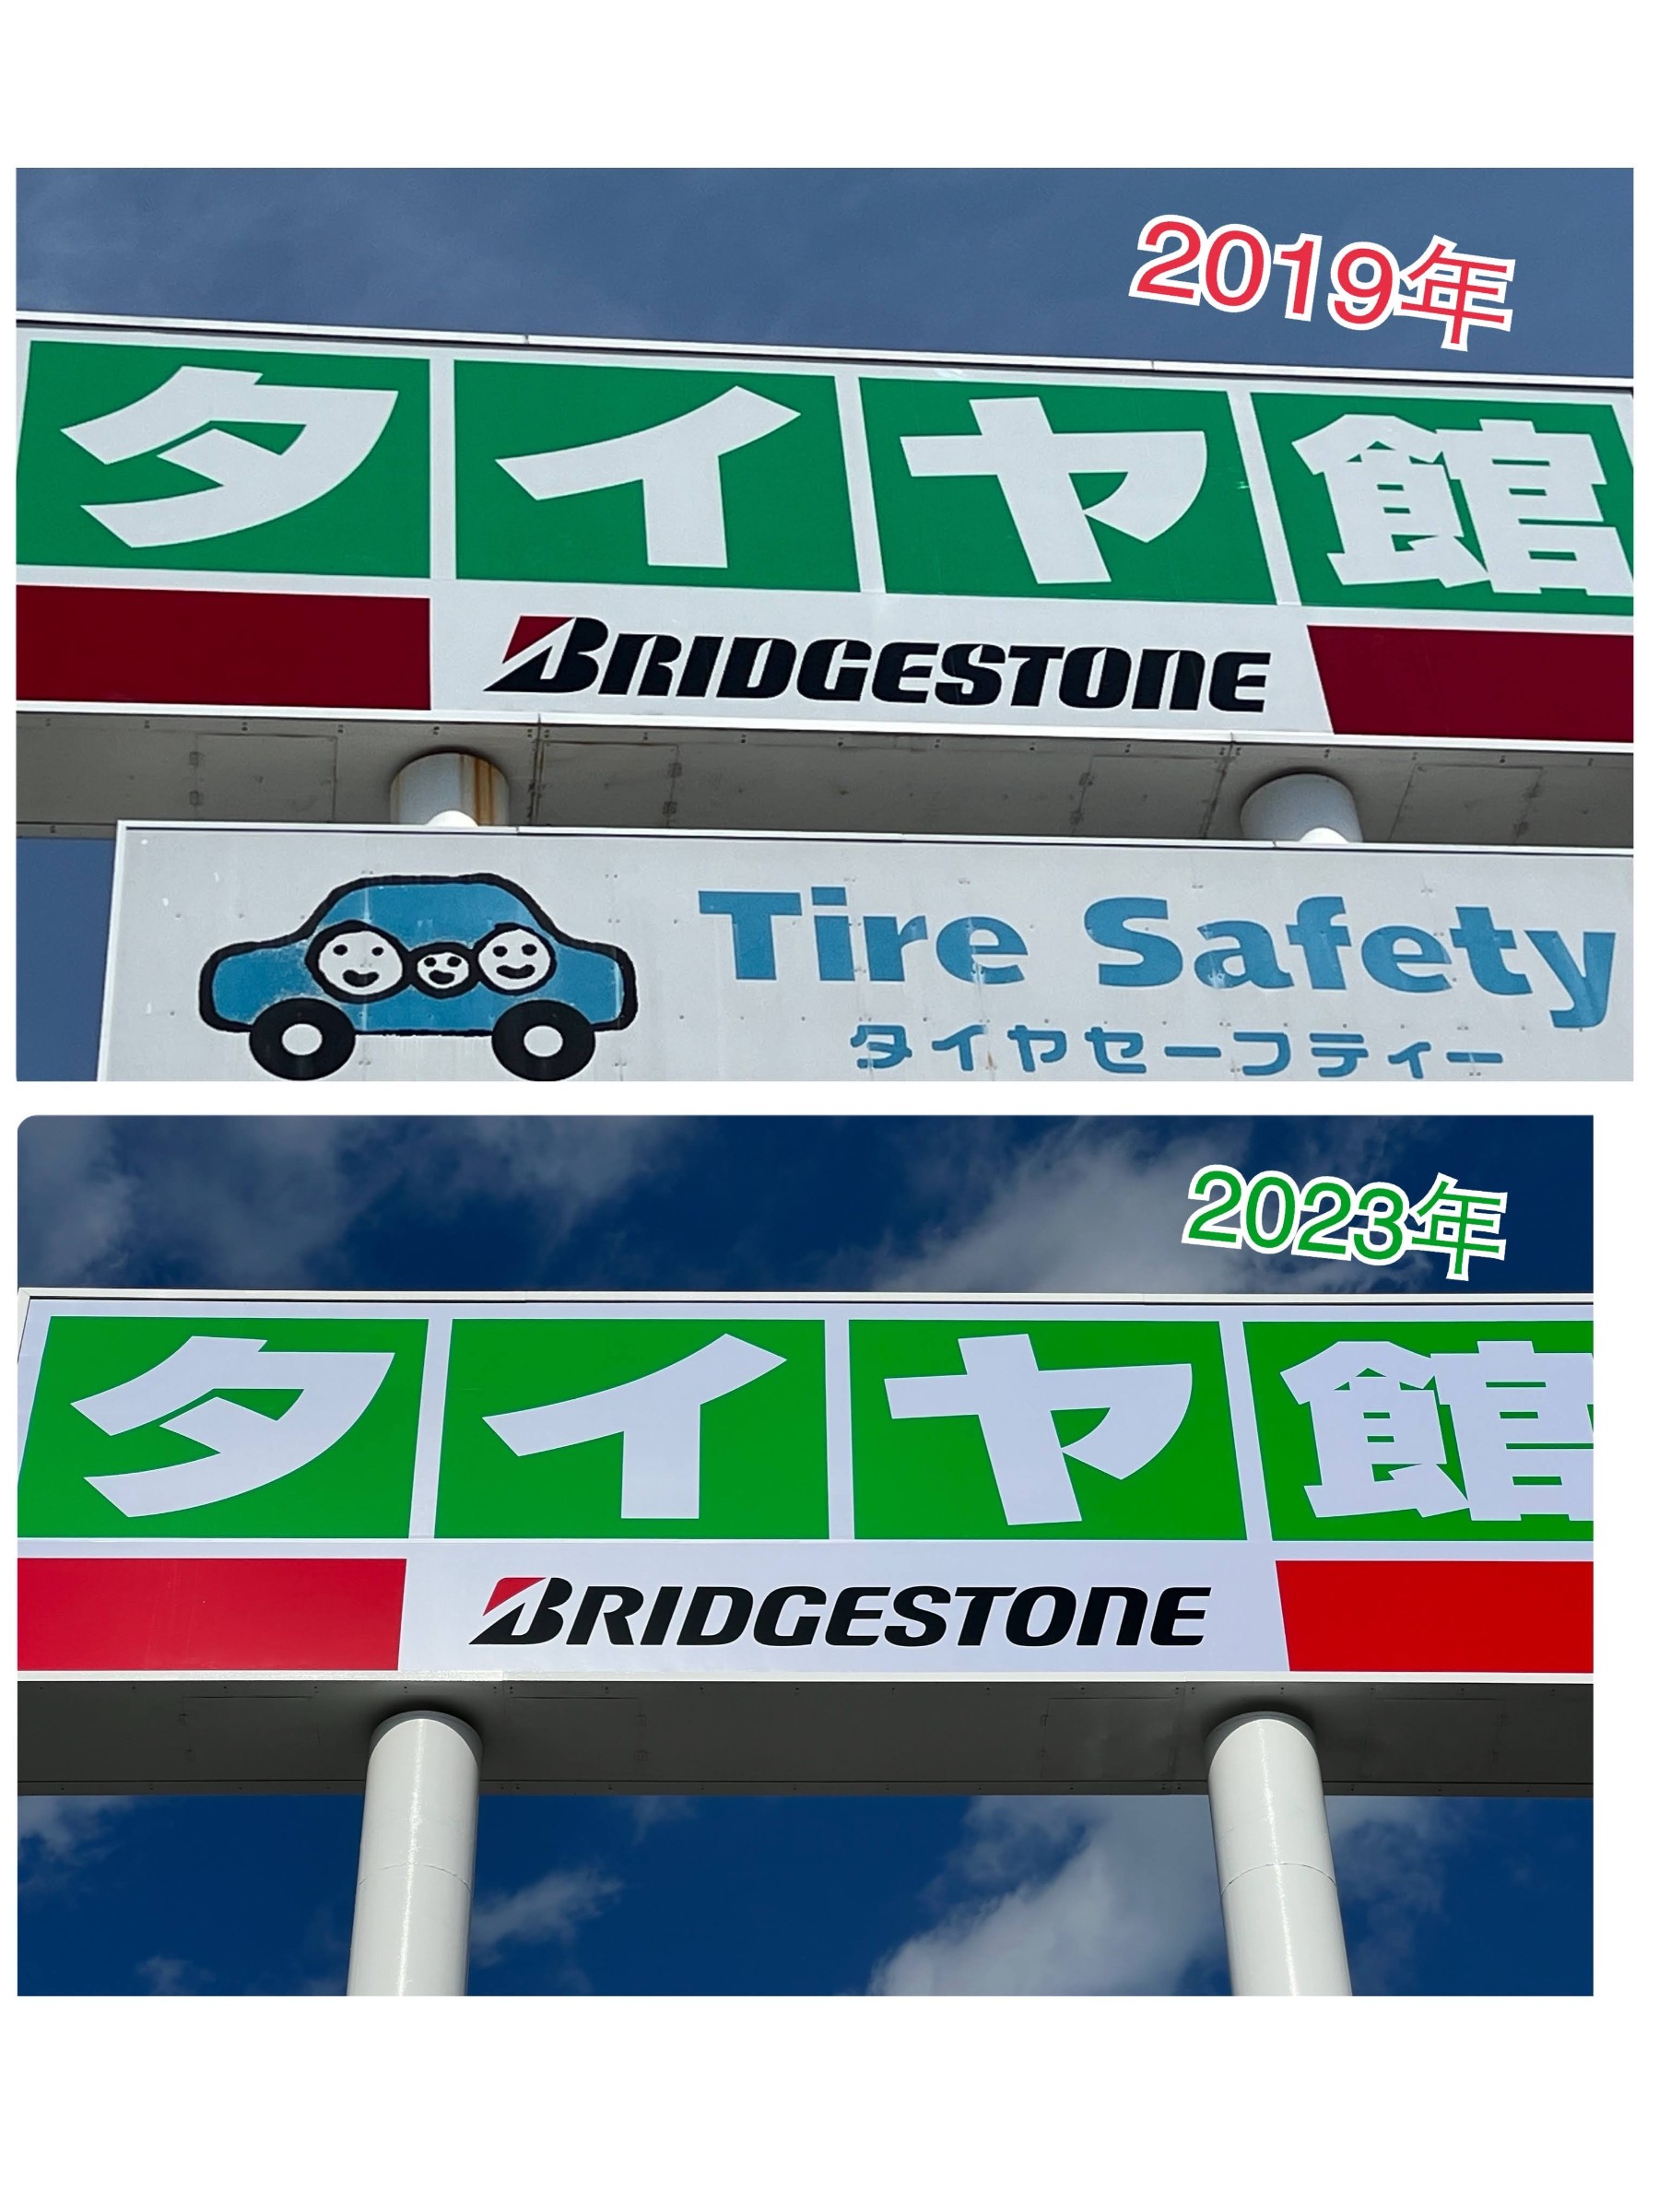 2019年
タイヤ館
BRIDGESTONE
Tire Safety
タイヤセーフティー
2023年
タイヤ館
BRIDGESTONE